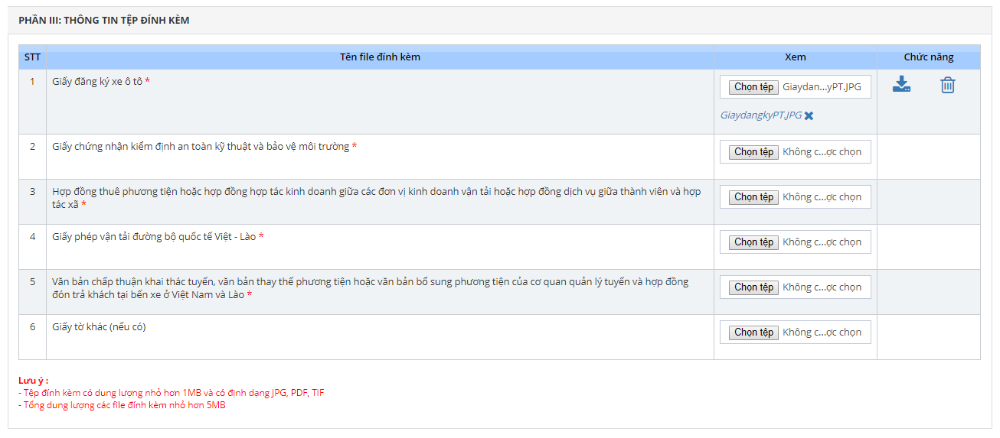 PHẦN III: THÔNG TIN TỆP ĐÍNH KÈM
STT Tên file đính kèm Xem Chức năng
1 Giấy đăng ký xe ô tô * Chọn tệp Giaydan...yPT.JPG
GiaydangkyPT.JPG
2 Giấy chứng nhận kiểm định an toàn kỹ thuật và bảo vệ môi trường * Chọn tệp Không c...ợc chọn
3 Hợp đồng thuê phương tiện hoặc hợp đồng hợp tác kinh doanh giữa các đơn vị kinh doanh vận tải hoặc hợp đồng dịch vụ giữa thành viên và hợp Chọn tệp Không c...ợc chọn
tác xã *
4 Giấy phép vận tải đường bộ quốc tế Việt - Lào * Chọn tệp Không c...ợc chọn
5 Văn bản chấp thuận khai thác tuyến, văn bản thay thế phương tiện hoặc văn bản bổ sung phương tiện của cơ quan quản lý tuyến và hợp đồng Chọn tệp Không c...ợc chọn
đón trả khách tại bến xe ở Việt Nam và Lào *
6 Giấy tờ khác (nếu có) Chọn tệp Không c...ợc chọn
Lưu ý :
- Tệp đính kèm có dung lượng nhỏ hơn 1MB và có định dạng JPG, PDF, TIF
- Tổng dung lượng các file đính kèm nhỏ hơn 5MB